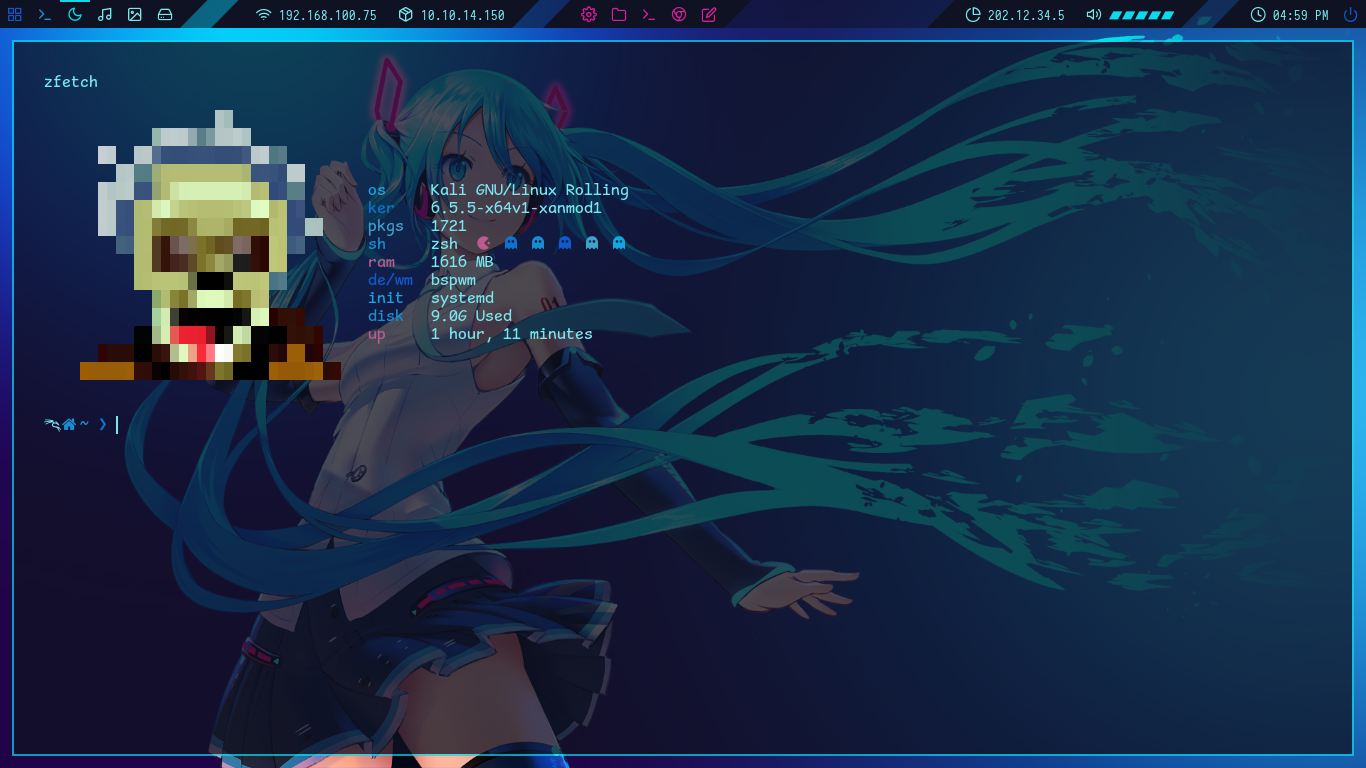 192.168.100.75 10.10.14.150 202.12.34.5 04:59 PM
zfetch
os Kali GNU/Linux Rolling
ker 6.5.5-x64v1-xanmod1
pkgs 1721
sh zsh
ram 1616 MB
de/wm bspwm
init systemd
disk 9.0G Used
up 1 hour, 11 minutes
01
~ ❯